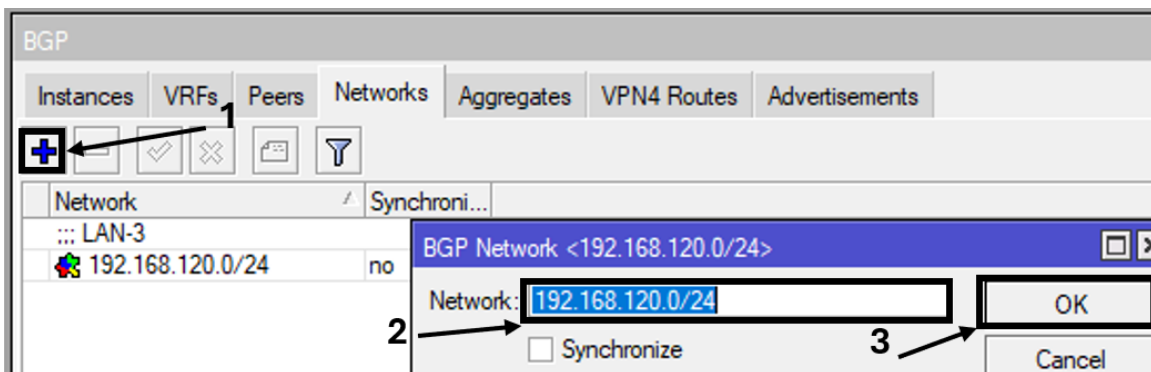 BGP
Instances VRFs Peers Networks Aggregates VPN4 Routes Advertisements
1
Network Synchroni...
;;; LAN-3
192.168.120.0/24 no
BGP Network <192.168.120.0/24>
Network: 192.168.120.0/24 OK
2 Synchronize 3 Cancel